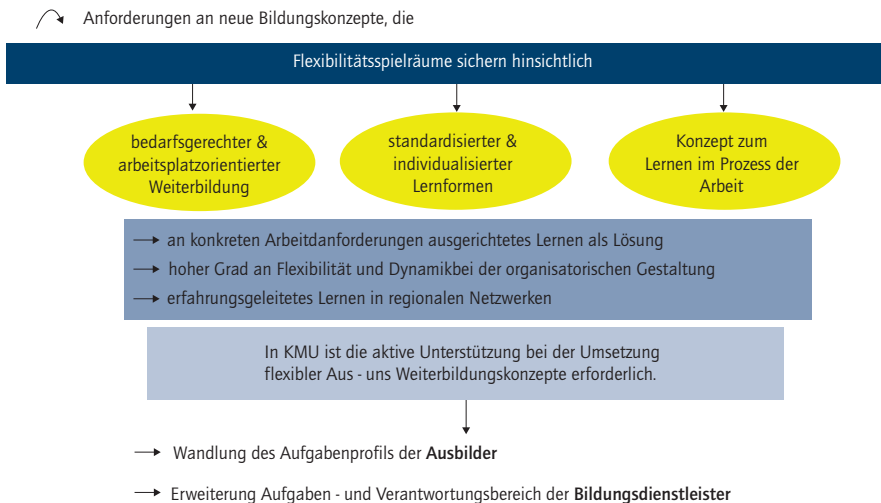 Anforderungen an neue Bildungskonzepte, die
Flexibilitätsspielräume sichern hinsichtlich
bedarfsgerechter &
arbeitsplatzorientierter
Weiterbildung
standardisierter &
individualisierter
Lernformen
Konzept zum
Lernen im Prozess der
Arbeit
an konkreten Arbeitdanforderungen ausgerichtetes Lernen als Lösung
hoher Grad an Flexibilität und Dynamikbei der organisatorischen Gestaltung
erfahrungsgeleitetes Lernen in regionalen Netzwerken
In KMU ist die aktive Unterstützung bei der Umsetzung
flexibler Aus - uns Weiterbildungskonzepte erforderlich.
Wandlung des Aufgabenprofils der Ausbilder
Erweiterung Aufgaben - und Verantwortungsbereich der Bildungsdienstleister